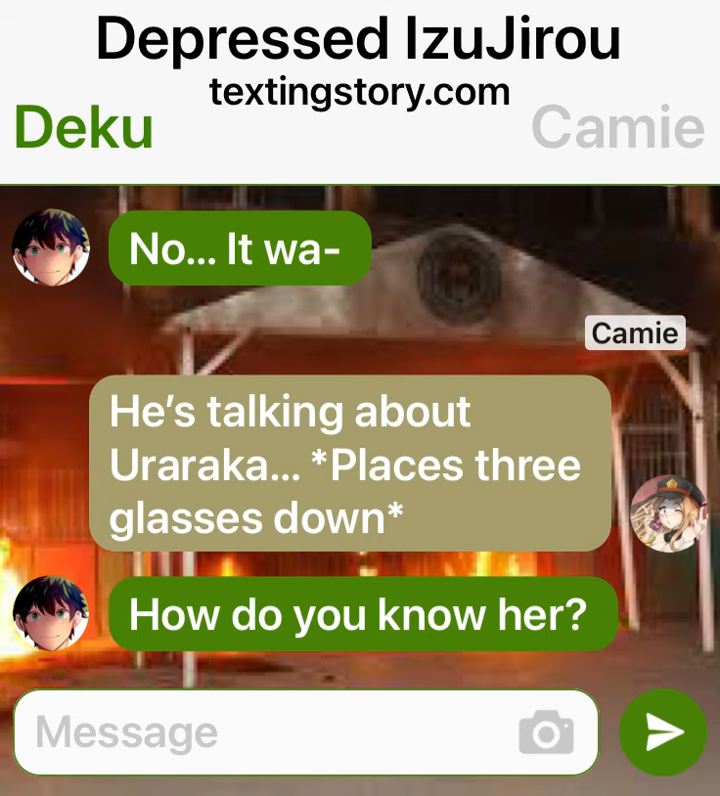 Depressed IzuJirou
textingstory.com
Deku
Camie
No... It wa-
Camie
He's talking about
Uraraka... *Places three
glasses down*
How do you know her?
Message